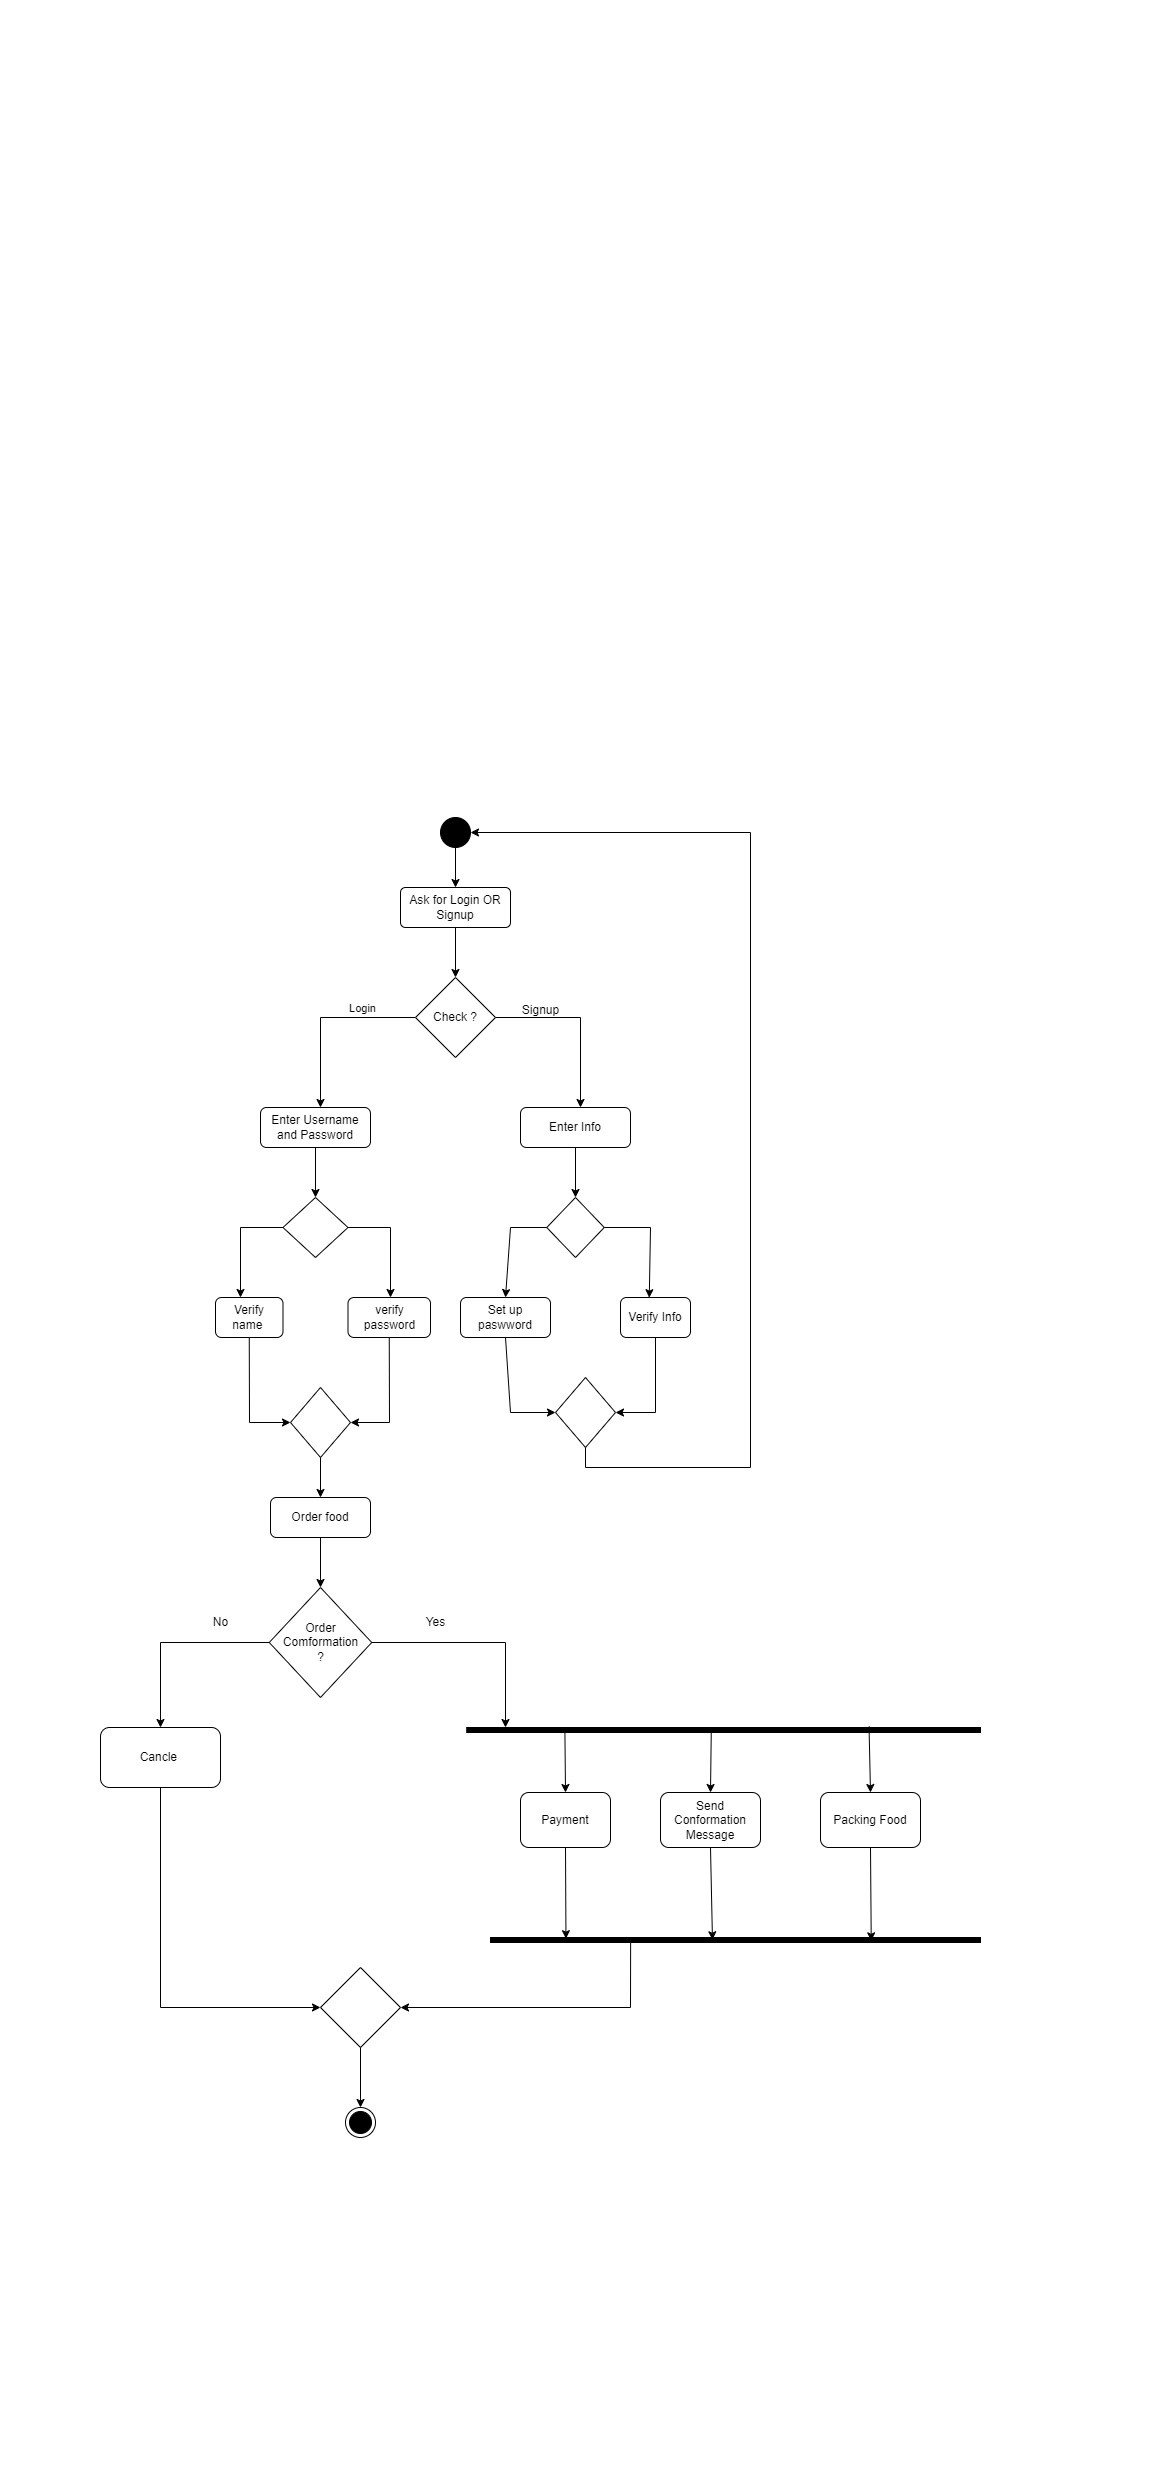 Ask for Login OR
Signup
Login
Check ?
Signup
Enter Username
and Password
Enter Info
Verify
name
verify
password
Set up
paswword
Verify Info
Order food
No
Order
Comformation
?
Yes
Cancle
Payment
Send
Conformation
Message
Packing Food